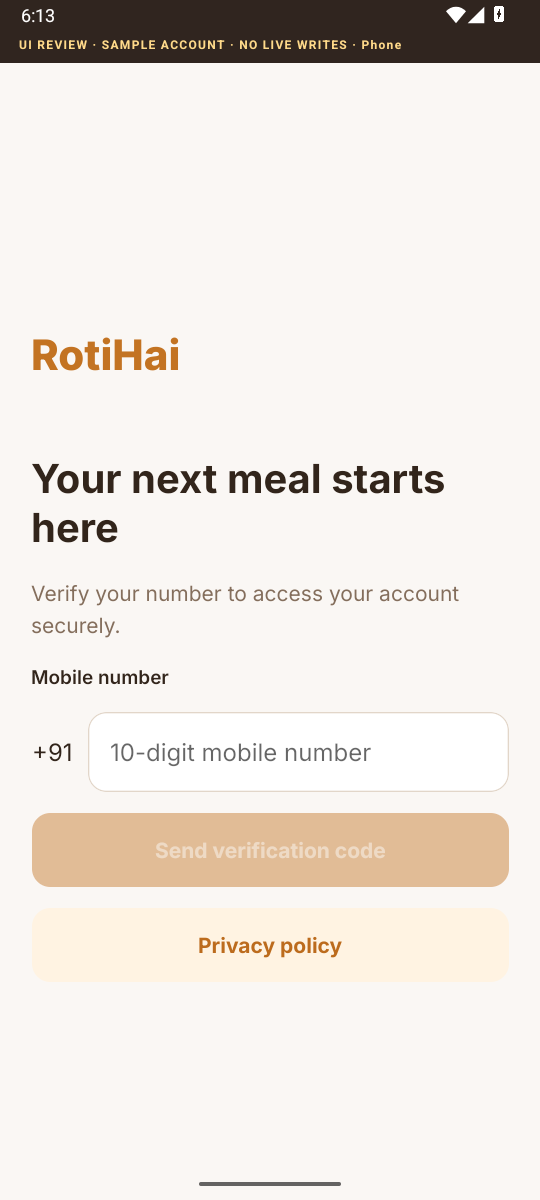 6:13
UI REVIEW · SAMPLE ACCOUNT · NO LIVE WRITES · Phone
RotiHai
Your next meal starts
here
Verify your number to access your account
securely.
Mobile number
+91 10-digit mobile number
Send verification code
Privacy policy